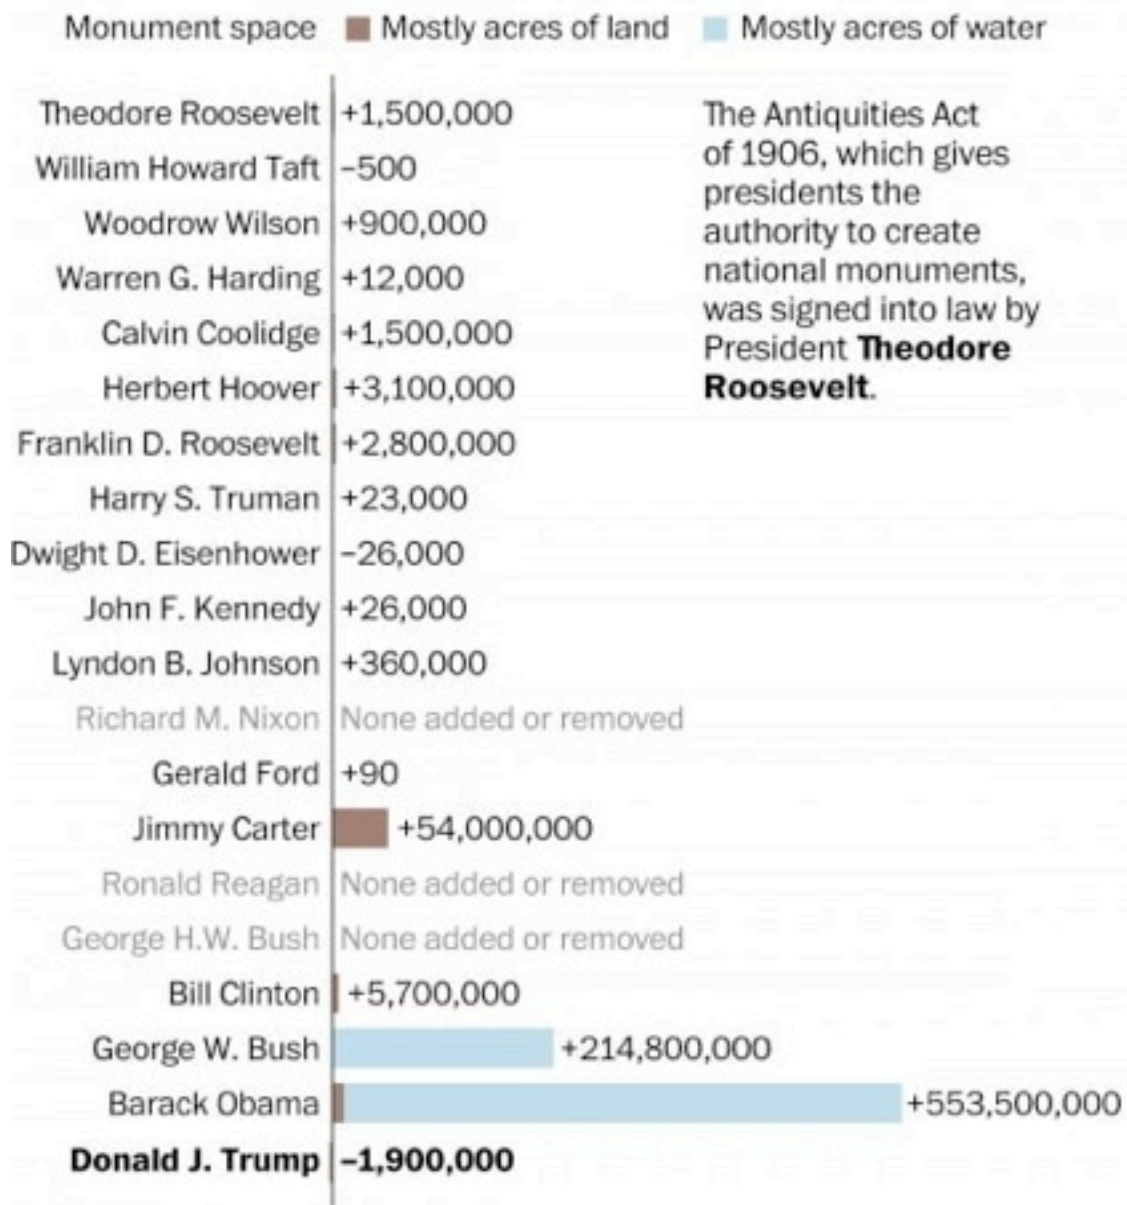 Monument space Mostly acres of land Mostly acres of water
Theodore Roosevelt +1,500,000
William Howard Taft –500
Woodrow Wilson +900,000
Warren G. Harding +12,000
Calvin Coolidge +1,500,000
Herbert Hoover +3,100,000
Franklin D. Roosevelt +2,800,000
Harry S. Truman +23,000
Dwight D. Eisenhower –26,000
John F. Kennedy +26,000
Lyndon B. Johnson +360,000
Richard M. Nixon None added or removed
Gerald Ford +90
Jimmy Carter +54,000,000
Ronald Reagan None added or removed
George H.W. Bush None added or removed
Bill Clinton +5,700,000
George W. Bush +214,800,000
Barack Obama +553,500,000
Donald J. Trump –1,900,000
The Antiquities Act
of 1906, which gives
presidents the
authority to create
national monuments,
was signed into law by
President Theodore
Roosevelt.